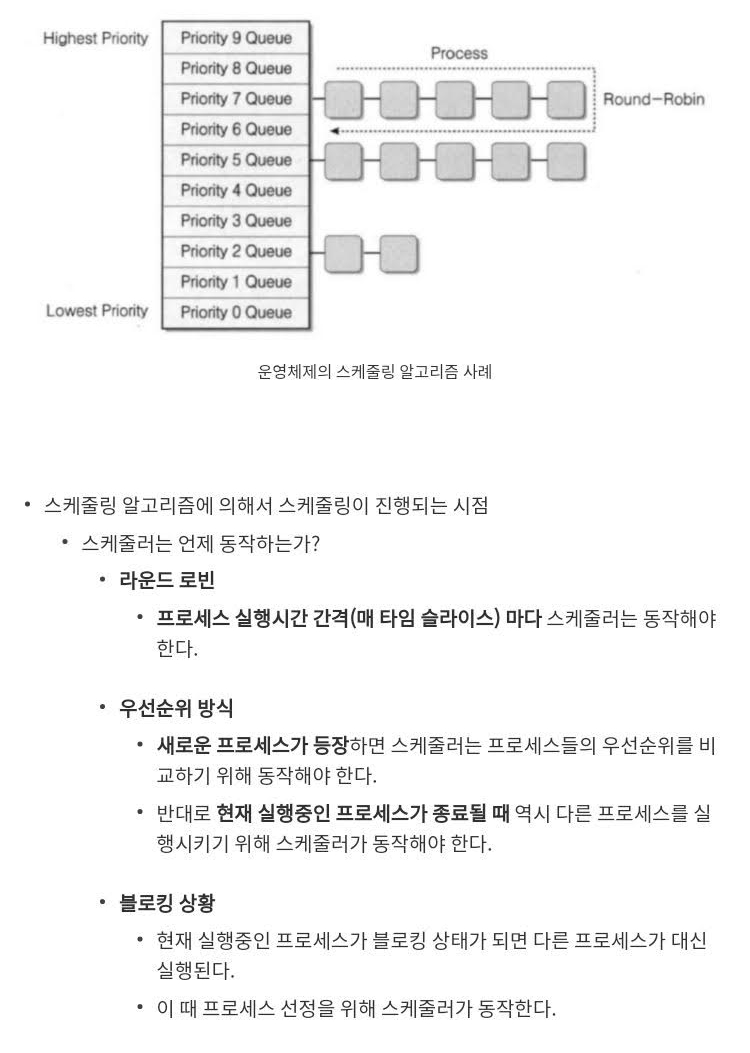 Highest Priority
Priority 9 Queue
Priority 8 Queue
Process
Priority 7 Queue
Round-Robin
Priority 6 Queue
Priority 5 Queue
Priority 4 Queue
Priority 3 Queue
Priority 2 Queue
Priority 1 Queue
Lowest Priority
Priority 0 Queue
운영체제의 스케줄링 알고리즘 사례
• 스케줄링 알고리즘에 의해서 스케줄링이 진행되는 시점
• 스케줄러는 언제 동작하는가?
• 라운드 로빈
• 프로세스 실행시간 간격(매 타임 슬라이스) 마다 스케줄러는 동작해야
한다.
• 우선순위 방식
• 새로운 프로세스가 등장하면 스케줄러는 프로세스들의 우선순위를 비
교하기 위해 동작해야 한다.
• 반대로 현재 실행중인 프로세스가 종료될 때 역시 다른 프로세스를 실
행시키기 위해 스케줄러가 동작해야 한다.
• 블로킹 상황
• 현재 실행중인 프로세스가 블로킹 상태가 되면 다른 프로세스가 대신
실행된다.
• 이 때 프로세스 선정을 위해 스케줄러가 동작한다.